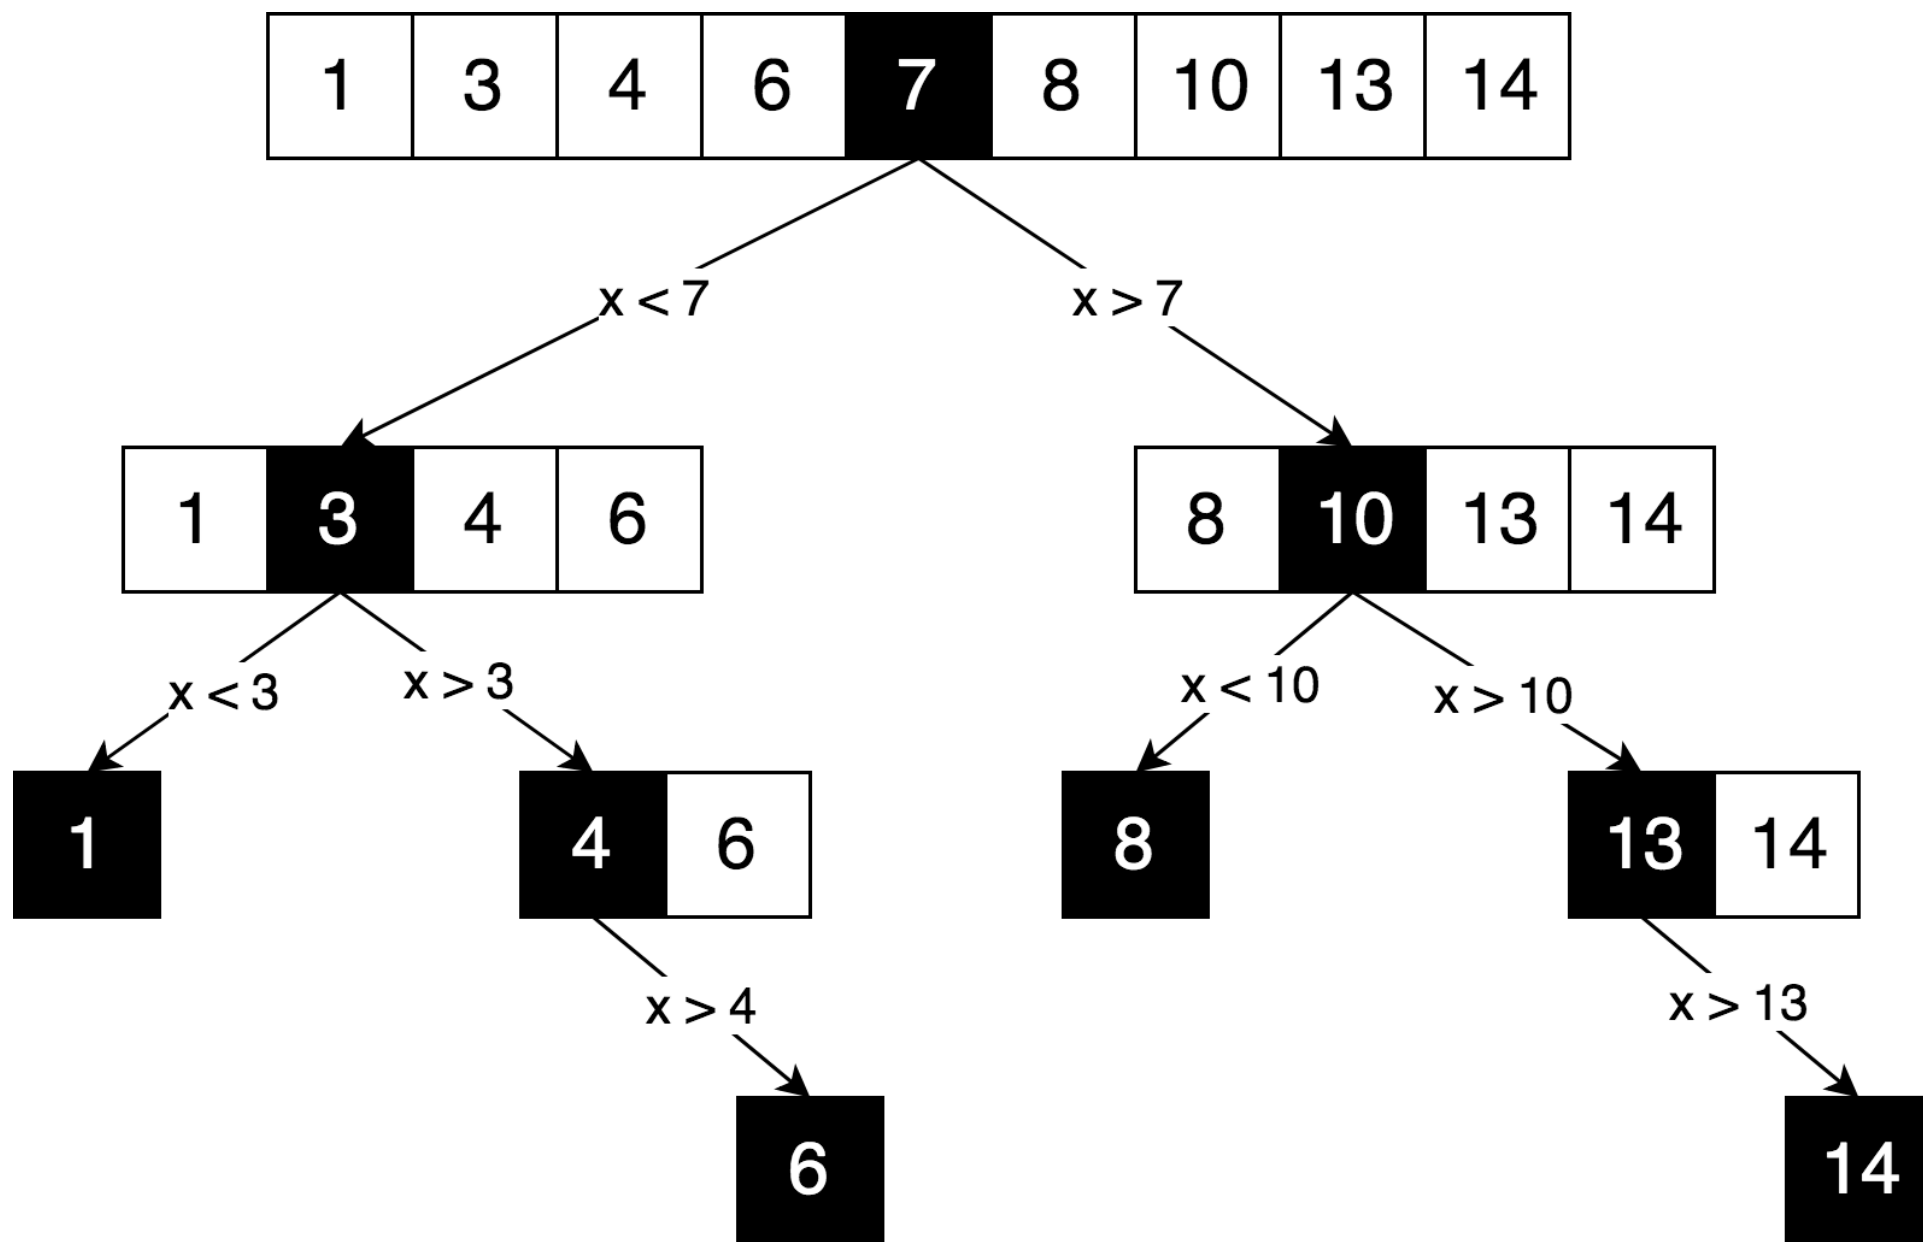 1 3 4 6 7 8 10 13 14
x < 7 x > 7
1 3 4 6 8 10 13 14
x < 3 x > 3 x < 10 x > 10
1 4 6 8 13 14
x > 4 x > 13
6 14